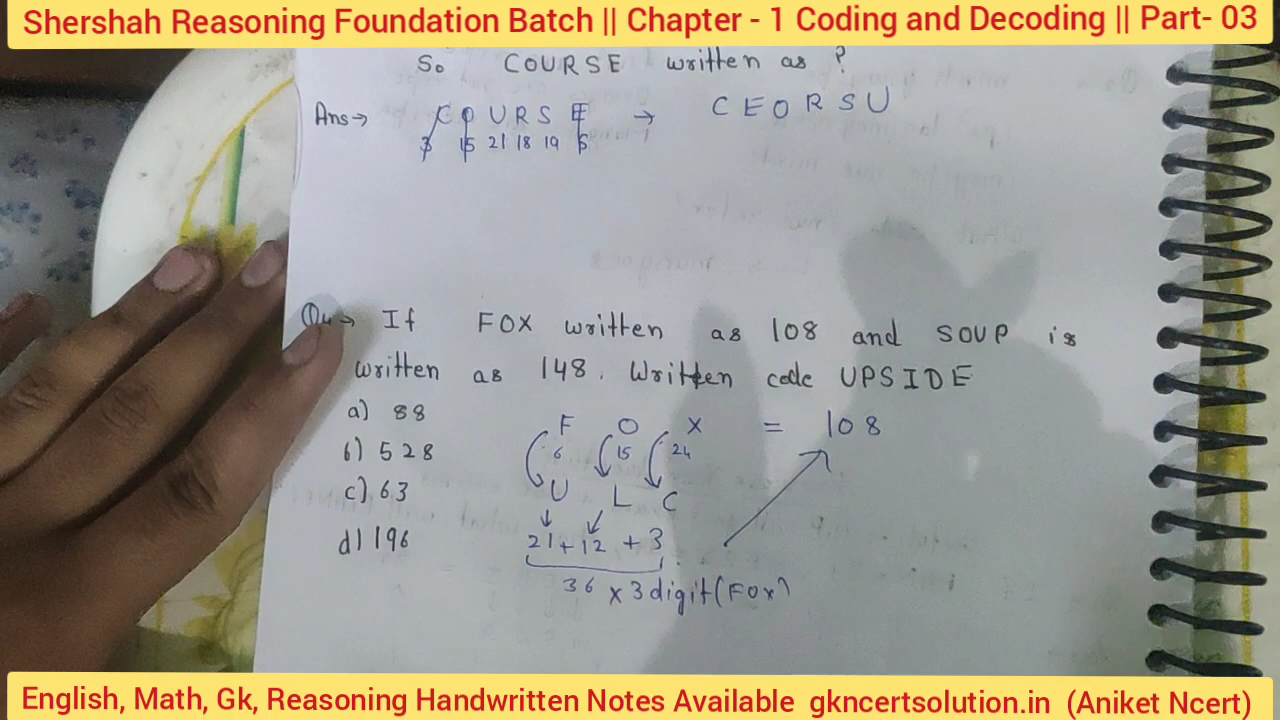 Shershah Reasoning Foundation Batch || Chapter - 1 Coding and Decoding || Part- 03
So COURSE written as ?
Ans→ C O U R S E → C E O R S U
3 15 21 18 19 5
Q4→ If FOX written as 108 and SOUP is
written as 148. Written code UPSIDE
a) 88
b) 528
c) 63
d) 196
F O X = 108
6 15 24
U L C
21 + 12 + 3
36 x 3 digit (FOX)
English, Math, Gk, Reasoning Handwritten Notes Available gkncertsolution.in (Aniket Ncert)